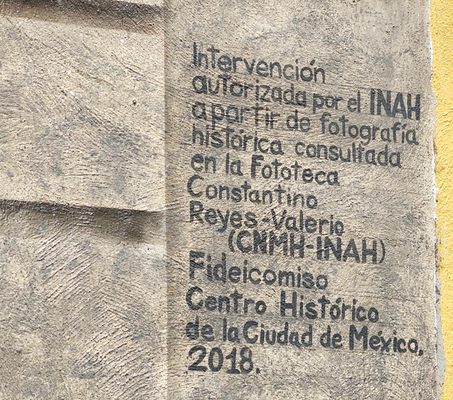 Intervención
autorizada por el INAH
a partir de fotografía
histórica consultada
en la Fototeca
Constantino
Reyes-Valerio
(CNMH-INAH)
Fideicomiso
Centro Histórico
de la Ciudad de México,
2018.